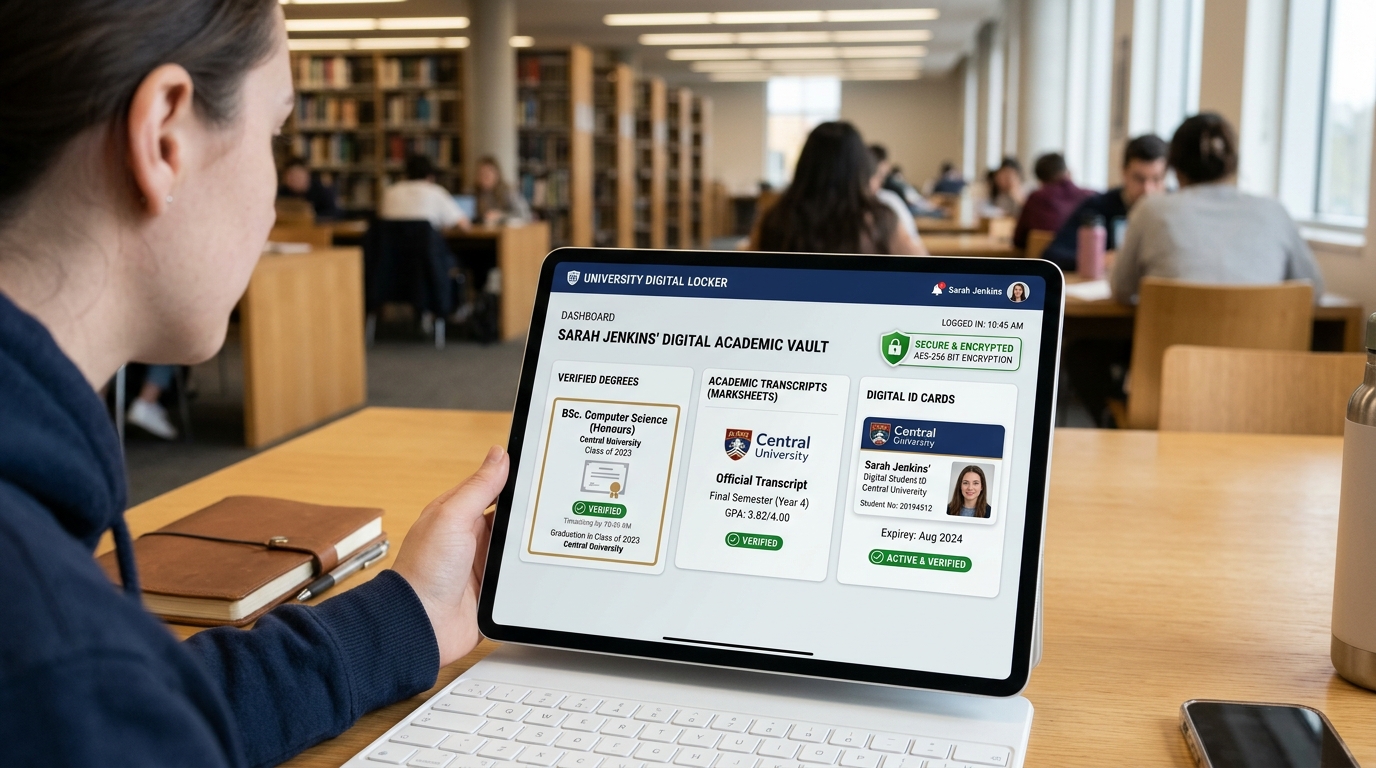 UNIVERSITY DIGITAL LOCKER
Sarah Jenkins
DASHBOARD
LOGGED IN: 10:45 AM
SARAH JENKINS' DIGITAL ACADEMIC VAULT
SECURE & ENCRYPTED
AES-256 BIT ENCRYPTION
VERIFIED DEGREES
BSc. Computer Science
(Honours)
Central University
Class of 2023
VERIFIED
Graduation in Class of 2023
Central University
ACADEMIC TRANSCRIPTS
(MARKSHEETS)
Central
University
Official Transcript
Final Semester (Year 4)
GPA: 3.82/4.00
VERIFIED
DIGITAL ID CARDS
Central
University
Sarah Jenkins'
Digital Student ID
Central University
Student No: 20194512
Expirey: Aug 2024
ACTIVE & VERIFIED